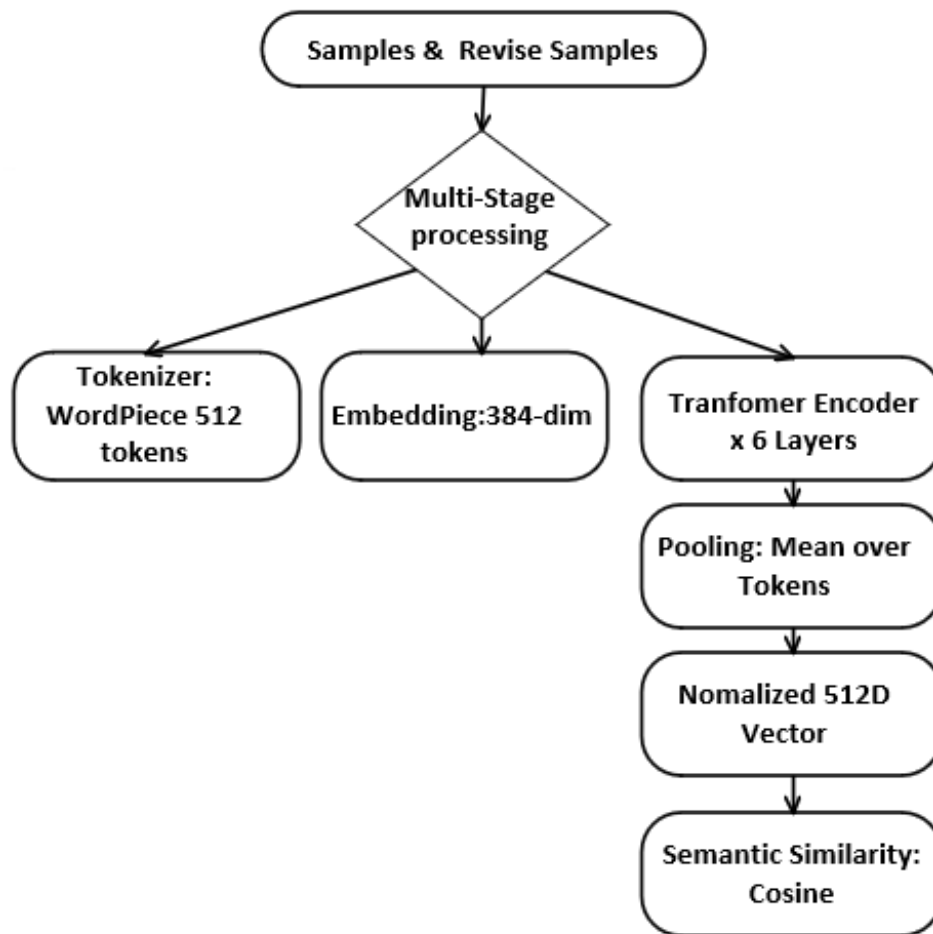 Samples & Revise Samples
Multi-Stage
processing
Tokenizer:
WordPiece 512
tokens
Embedding:384-dim
Tranfomer Encoder
x 6 Layers
Pooling: Mean over
Tokens
Nomalized 512D
Vector
Semantic Similarity:
Cosine